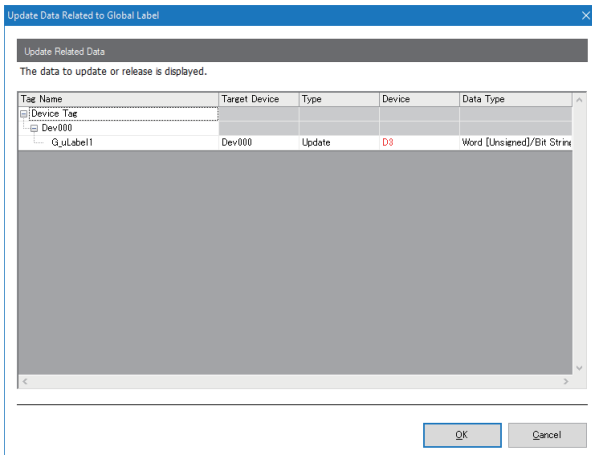 Update Data Related to Global Label
Update Related Data
The data to update or release is displayed.
Tag Name Target Device Type Device Data Type
Device Tag
Dev000
G_uLabel1 Dev000 Update D3 Word [Unsigned]/Bit String
OK Cancel